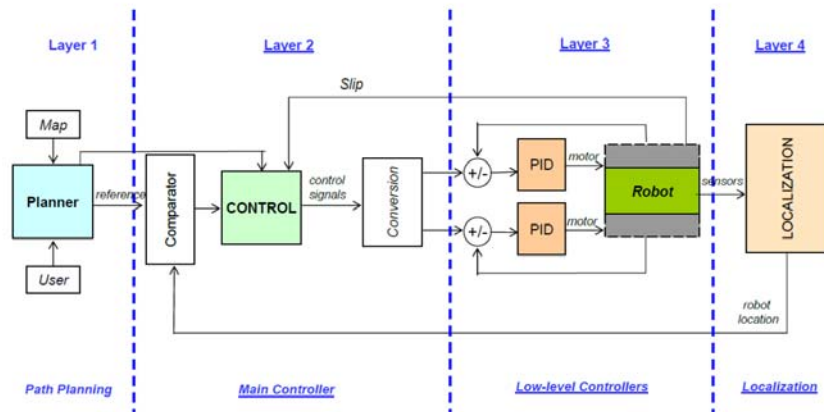 Layer 1
Layer 2
Layer 3
Layer 4
Slip
Map
Planner
User
reference
Comparator
CONTROL
control
signals
Conversion
+/-
PID
motor
+/-
PID
motor
Robot
sensors
LOCALIZATION
robot
location
Path Planning
Main Controller
Low-level Controllers
Localization